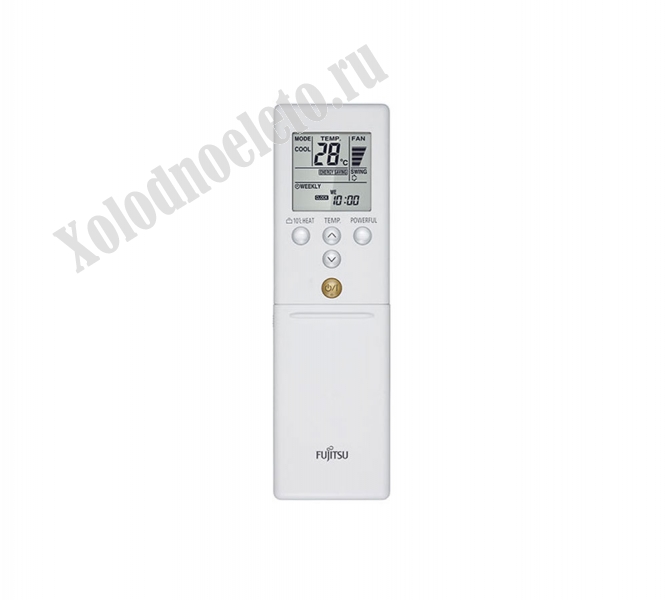 Xolodnoeleto.ru
MODE TEMP. FAN
COOL 28°C
ENERGY SAVING SWING
WEEKLY
WE
CLOCK 10:00
10℃HEAT TEMP. POWERFUL
FUJITSU